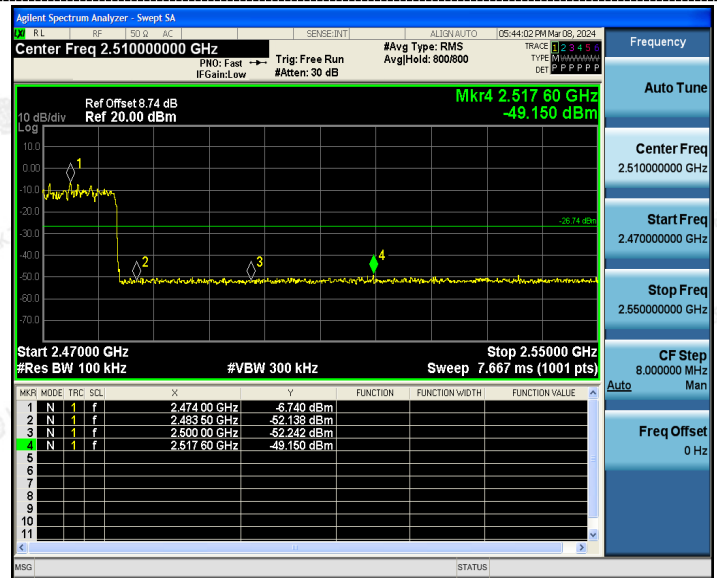 Agilent Spectrum Analyzer - Swept SA
RL RF 50 Ω AC SENSE:INT ALIGN AUTO 05:44:02 PM Mar 08, 2024
Center Freq 2.510000000 GHz
PNO: Fast
IFGain:Low
Trig: Free Run
#Atten: 30 dB
#Avg Type: RMS
Avg|Hold: 800/800
TRACE 1 2 3 4 5 6
TYPE M
DET P P P P P P
Ref Offset 8.74 dB
10 dB/div Ref 20.00 dBm
Log
Mkr4 2.517 60 GHz
-49.150 dBm
10.0
0.00
-10.0
-20.0
-30.0
-40.0
-50.0
-60.0
-70.0
1
2
3
4
-26.74 dBm
Start 2.47000 GHz Stop 2.55000 GHz
#Res BW 100 kHz #VBW 300 kHz Sweep 7.667 ms (1001 pts)
MKR MODE TRC SCL X Y FUNCTION FUNCTION WIDTH FUNCTION VALUE
1 N 1 f 2.474 00 GHz -6.740 dBm
2 N 1 f 2.483 50 GHz -52.138 dBm
3 N 1 f 2.500 00 GHz -52.242 dBm
4 N 1 f 2.517 60 GHz -49.150 dBm
5
6
7
8
9
10
11
MSG STATUS
Frequency
Auto Tune
Center Freq
2.510000000 GHz
Start Freq
2.470000000 GHz
Stop Freq
2.550000000 GHz
CF Step
8.000000 MHz
Auto Man
Freq Offset
0 Hz